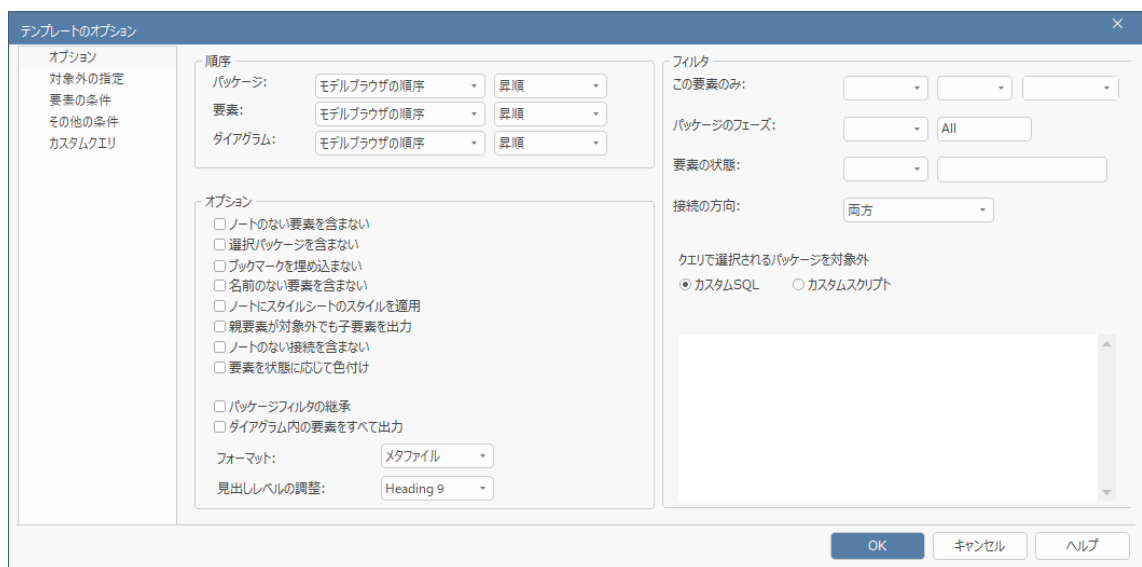 テンプレートのオプション
オプション
対象外の指定
要素の条件
その他の条件
カスタムクエリ
順序
パッケージ: モデルブラウザの順序 昇順
要素: モデルブラウザの順序 昇順
ダイアグラム: モデルブラウザの順序 昇順
オプション
ノートのない要素を含まない
選択パッケージを含まない
ブックマークを埋め込まない
名前のない要素を含まない
ノートにスタイルシートのスタイルを適用
親要素が対象外でも子要素を出力
ノートのない接続を含まない
要素を状態に応じて色付け
パッケージフィルタの継承
ダイアグラム内の要素をすべて出力
フォーマット: メタファイル
見出しレベルの調整: Heading 9
フィルタ
この要素のみ:
パッケージのフェーズ: All
要素の状態:
接続の方向: 両方
クエリで選択されるパッケージを対象外
カスタムSQL カスタムスクリプト
OK キャンセル ヘルプ